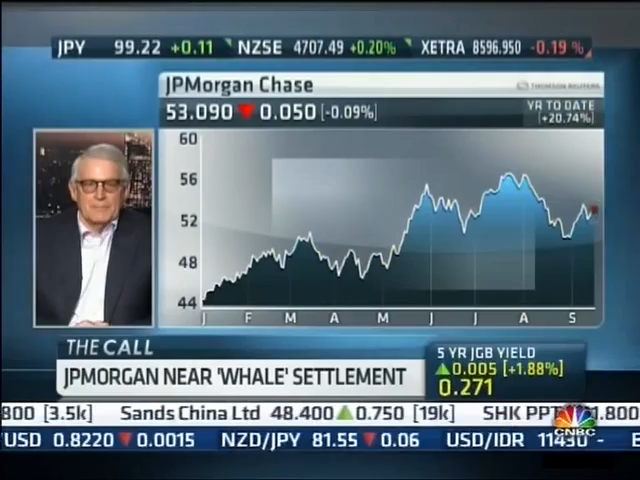 JPY 99.22 +0.11 NZSE 4707.49 +0.20% XETRA 8596.950 -0.19 %
JPMorgan Chase
THOMSON REUTERS
53.090 0.050 [-0.09%]
YR TO DATE
[+20.74%]
60
56
52
48
44
J F M A M J J A S
THE CALL
JPMORGAN NEAR 'WHALE' SETTLEMENT
5 YR JGB YIELD
0.005 [+1.88%]
0.271
800 [3.5k] Sands China Ltd 48.400 0.750 [19k] SHK PPT 1.800
CNBC
USD 0.8220 0.0015 NZD/JPY 81.55 0.06 USD/IDR 11430 -